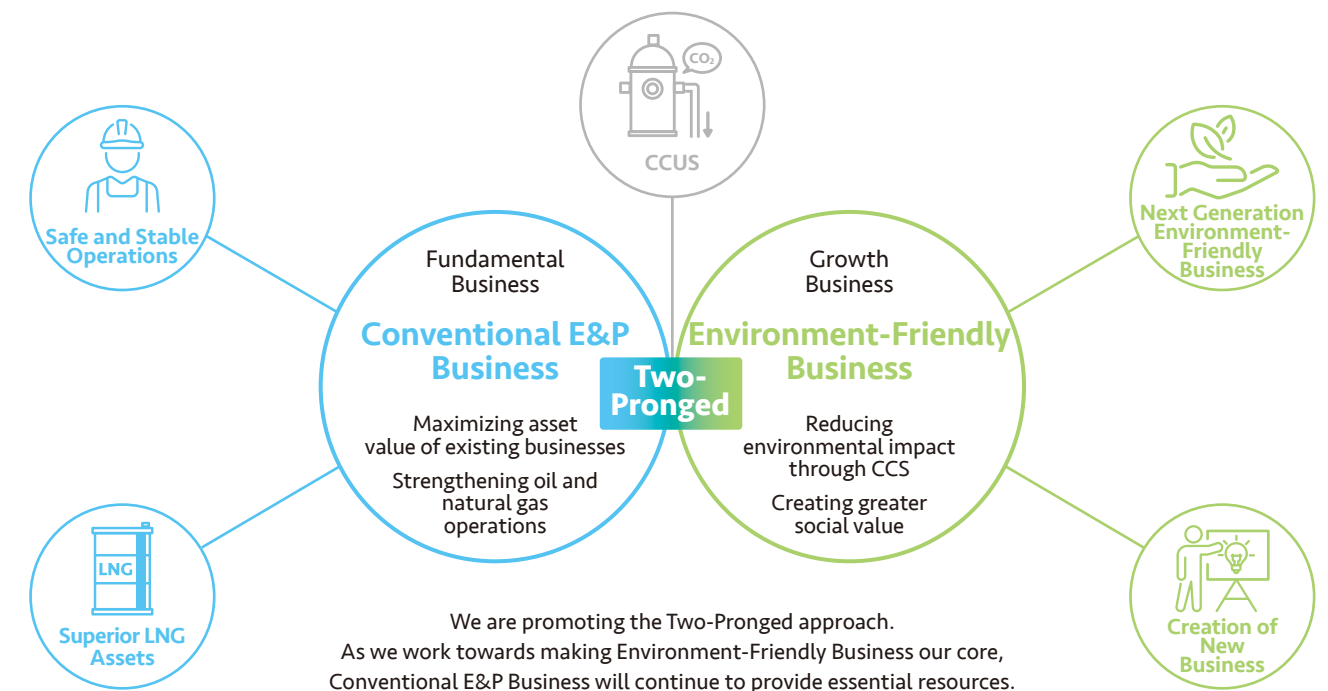 CO₂
CCUS
Safe and Stable
Operations
Next Generation
Environment-
Friendly
Business
Fundamental
Business
Conventional E&P
Business
Maximizing asset
value of existing businesses
Strengthening oil and
natural gas
operations
Two-
Pronged
Growth
Business
Environment-Friendly
Business
Reducing
environmental impact
through CCS
Creating greater
social value
LNG
Superior LNG
Assets
Creation of
New
Business
We are promoting the Two-Pronged approach.
As we work towards making Environment-Friendly Business our core,
Conventional E&P Business will continue to provide essential resources.